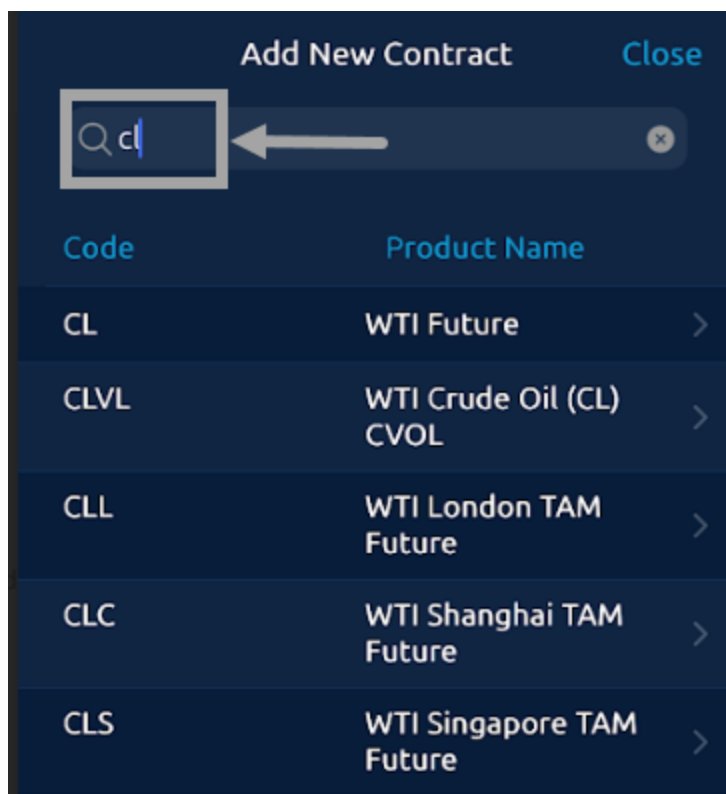 Add New Contract Close
cl
Code Product Name
CL WTI Future
CLVL WTI Crude Oil (CL)
CVOL
CLL WTI London TAM
Future
CLC WTI Shanghai TAM
Future
CLS WTI Singapore TAM
Future